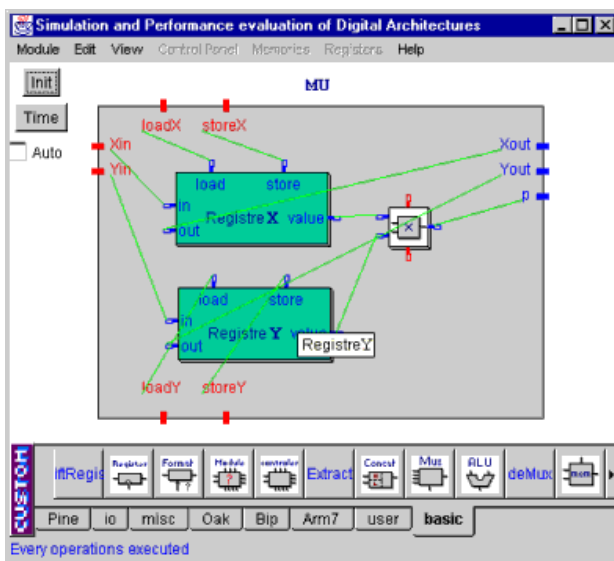 Simulation and Performance evaluation of Digital Architectures
Module Edit View Control Panel Memories Registers Help
Init
MU
Time
loadX storeX
Auto
Xin
Xout
Yin
Yout
p
load store
in
Registre X value
out
×
load store
in
Registre Y
out
RegistreY
loadY storeY
CUSTOM
iftRegis Register Format Module controler Extract Concat Mux ALU deMux mem
Pine io misc Oak Bip Arm7 user basic
Every operations executed